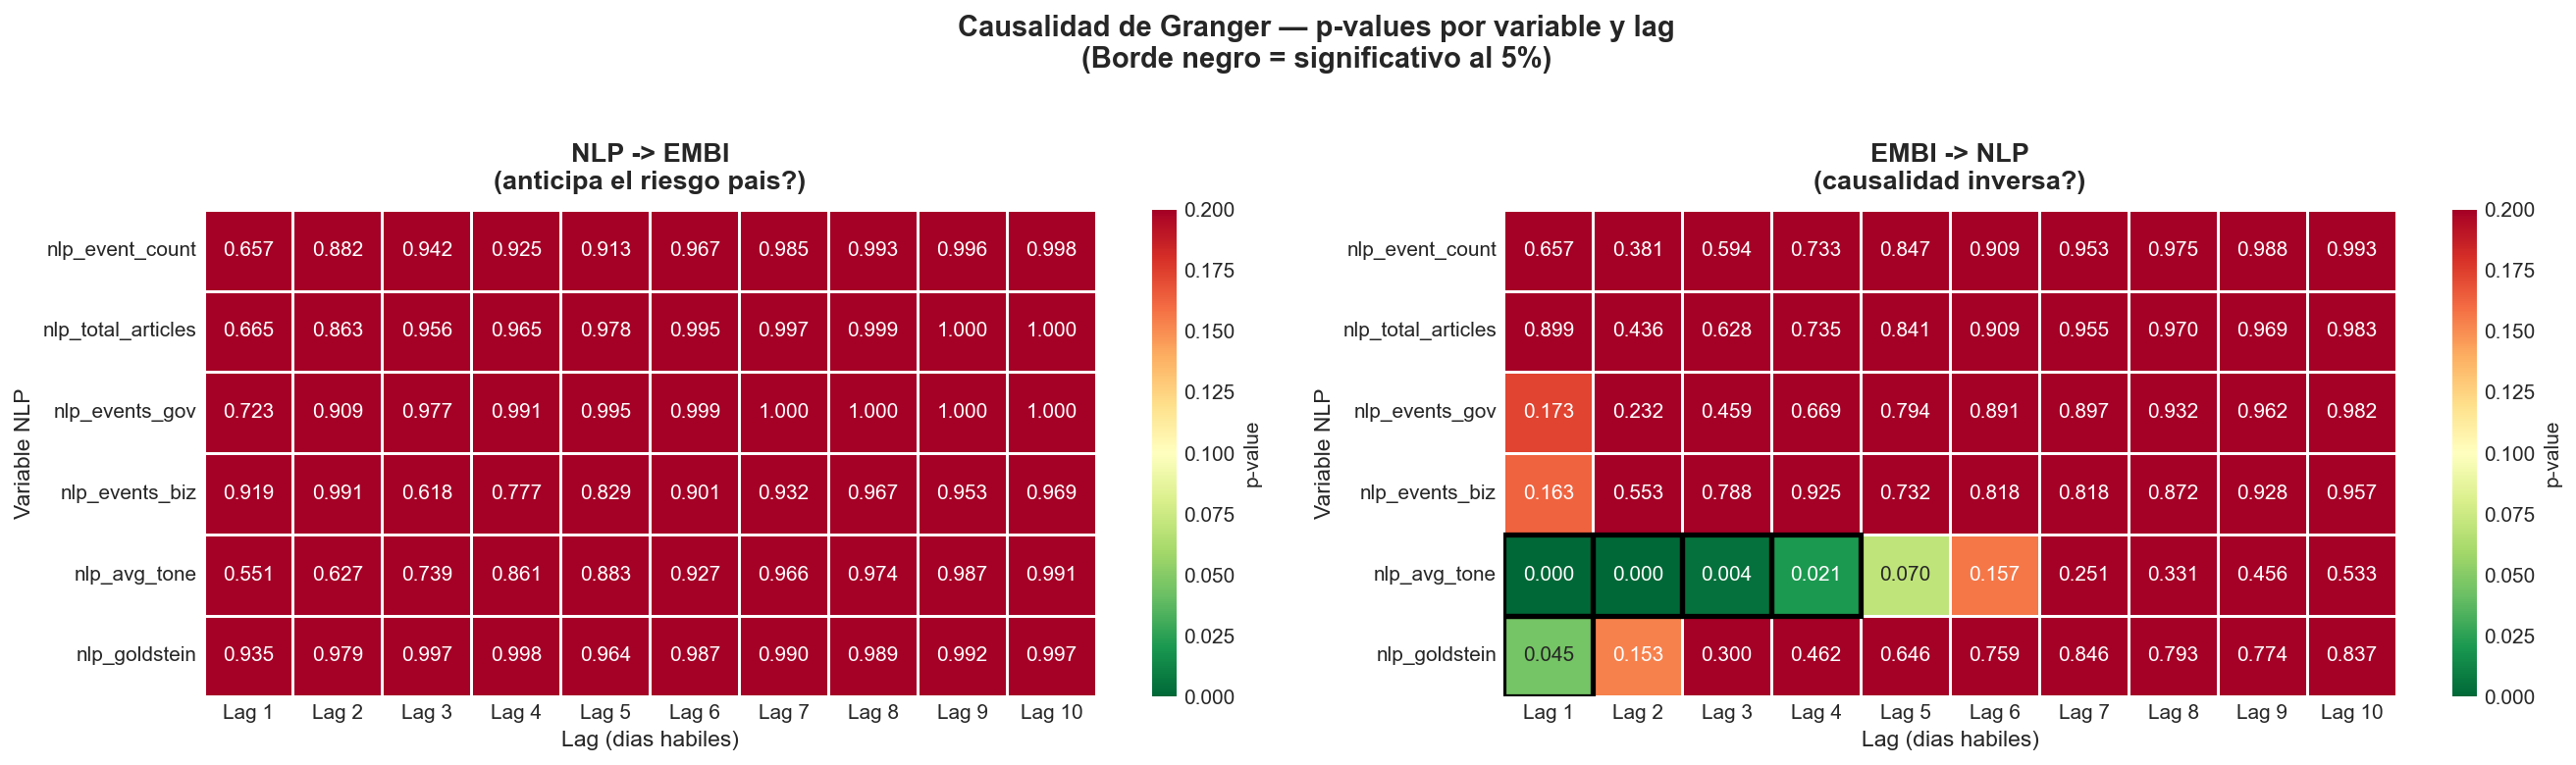 Causalidad de Granger — p-values por variable y lag
(Borde negro = significativo al 5%)
NLP -> EMBI
(anticipa el riesgo pais?)
Variable NLP
nlp_event_count 0.657 0.882 0.942 0.925 0.913 0.967 0.985 0.993 0.996 0.998
nlp_total_articles 0.665 0.863 0.956 0.965 0.978 0.995 0.997 0.999 1.000 1.000
nlp_events_gov 0.723 0.909 0.977 0.991 0.995 0.999 1.000 1.000 1.000 1.000
nlp_events_biz 0.919 0.991 0.618 0.777 0.829 0.901 0.932 0.967 0.953 0.969
nlp_avg_tone 0.551 0.627 0.739 0.861 0.883 0.927 0.966 0.974 0.987 0.991
nlp_goldstein 0.935 0.979 0.997 0.998 0.964 0.987 0.990 0.989 0.992 0.997
Lag 1 Lag 2 Lag 3 Lag 4 Lag 5 Lag 6 Lag 7 Lag 8 Lag 9 Lag 10
Lag (dias habiles)
0.200
0.175
0.150
0.125
0.100
0.075
0.050
0.025
0.000
p-value
EMBI -> NLP
(causalidad inversa?)
Variable NLP
nlp_event_count 0.657 0.381 0.594 0.733 0.847 0.909 0.953 0.975 0.988 0.993
nlp_total_articles 0.899 0.436 0.628 0.735 0.841 0.909 0.955 0.970 0.969 0.983
nlp_events_gov 0.173 0.232 0.459 0.669 0.794 0.891 0.897 0.932 0.962 0.982
nlp_events_biz 0.163 0.553 0.788 0.925 0.732 0.818 0.818 0.872 0.928 0.957
nlp_avg_tone 0.000 0.000 0.004 0.021 0.070 0.157 0.251 0.331 0.456 0.533
nlp_goldstein 0.045 0.153 0.300 0.462 0.646 0.759 0.846 0.793 0.774 0.837
Lag 1 Lag 2 Lag 3 Lag 4 Lag 5 Lag 6 Lag 7 Lag 8 Lag 9 Lag 10
Lag (dias habiles)
0.200
0.175
0.150
0.125
0.100
0.075
0.050
0.025
0.000
p-value